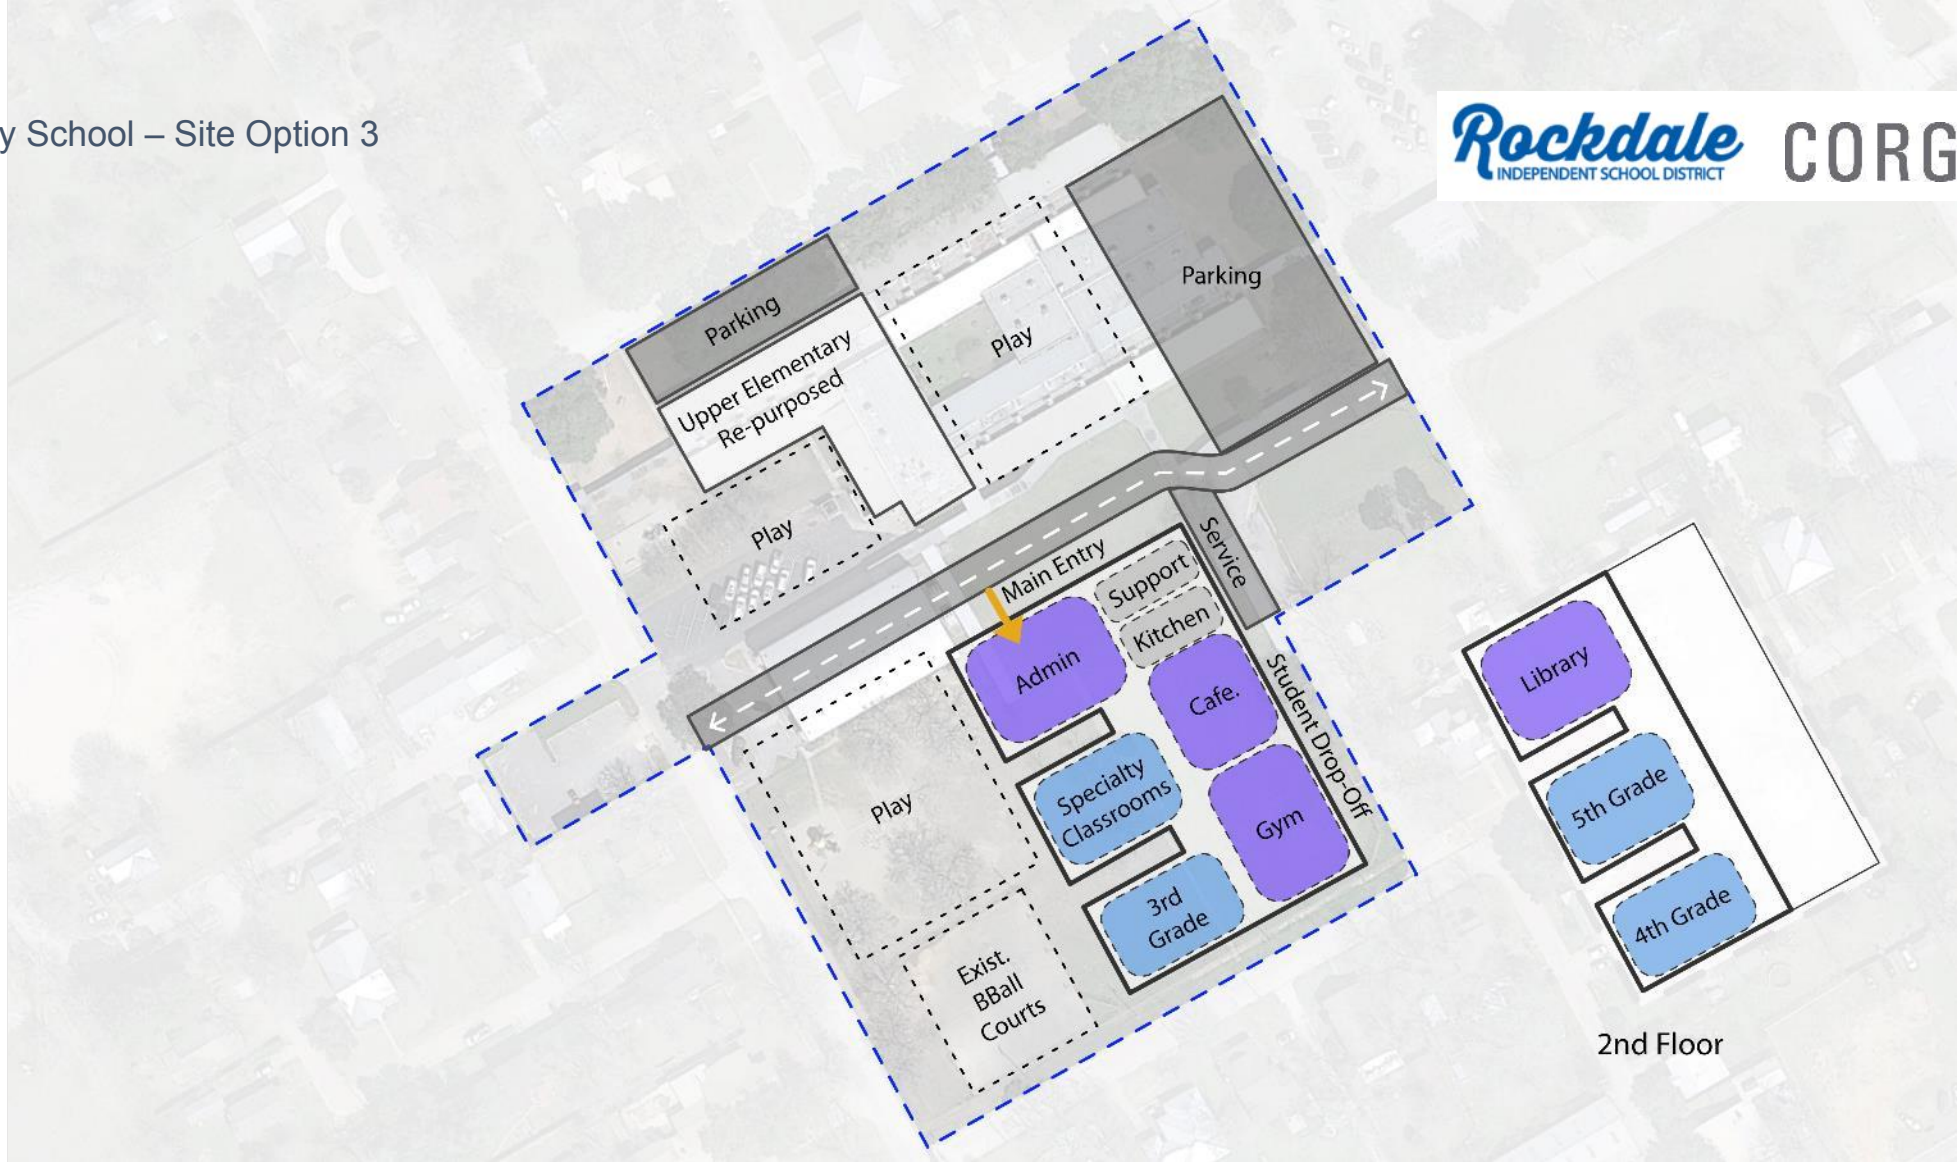 y School – Site Option 3
Rockdale
INDEPENDENT SCHOOL DISTRICT
CORG
Parking
Parking
Upper Elementary
Re-purposed
Play
Play
Service
Main Entry
Support
Kitchen
Admin
Cafe.
Student Drop-Off
Specialty
Classrooms
Gym
Play
3rd
Grade
Exist.
BBall
Courts
Library
5th Grade
4th Grade
2nd Floor